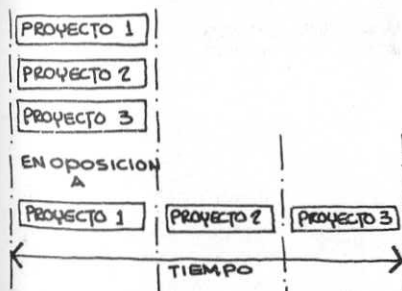 PROYECTO 1
PROYECTO 2
PROYECTO 3
EN OPOSICION
A
PROYECTO 1 PROYECTO 2 PROYECTO 3
TIEMPO